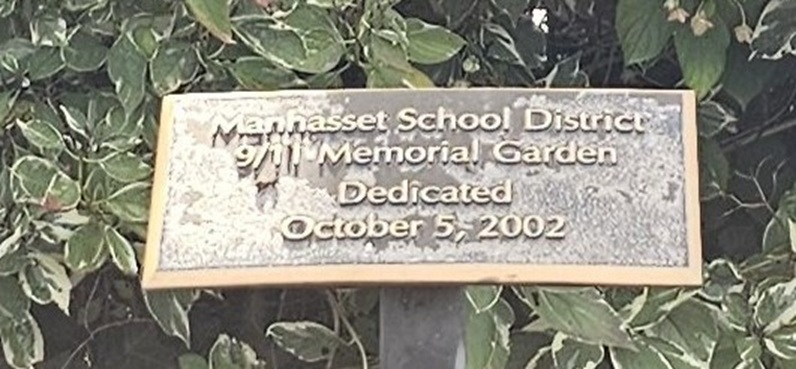 Manhasset School District
9/11 Memorial Garden
Dedicated
October 5, 2002